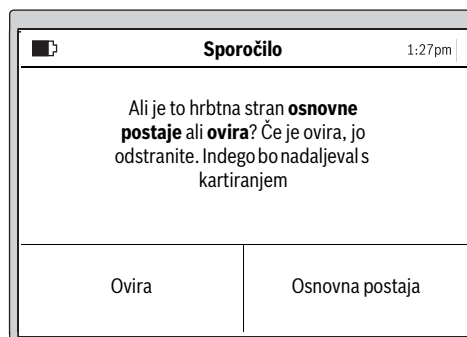 Sporočilo 1:27pm
Ali je to hrbtna stran osnovne
postaje ali ovira? Če je ovira, jo
odstranite. Indego bo nadaljeval s
kartiranjem
Ovira Osnovna postaja